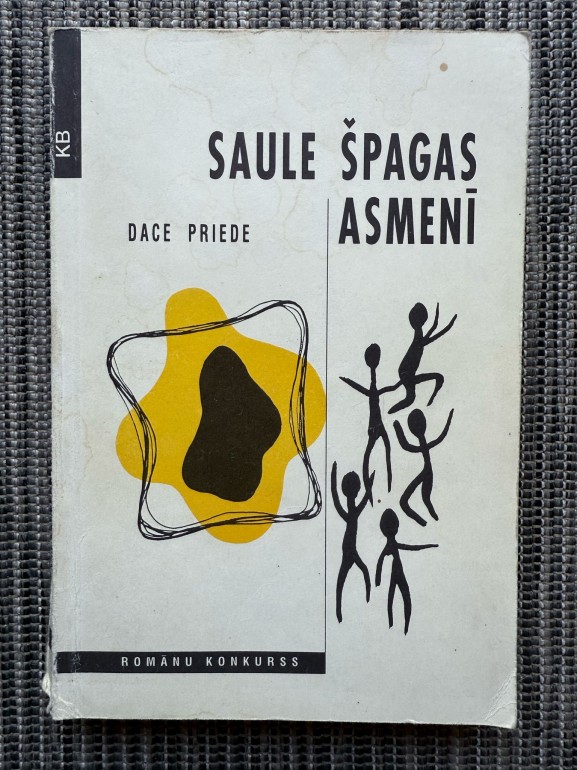 KB
SAULE ŠPAGAS
ASMENĪ
DACE PRIEDE
ROMĀNU KONKURSS